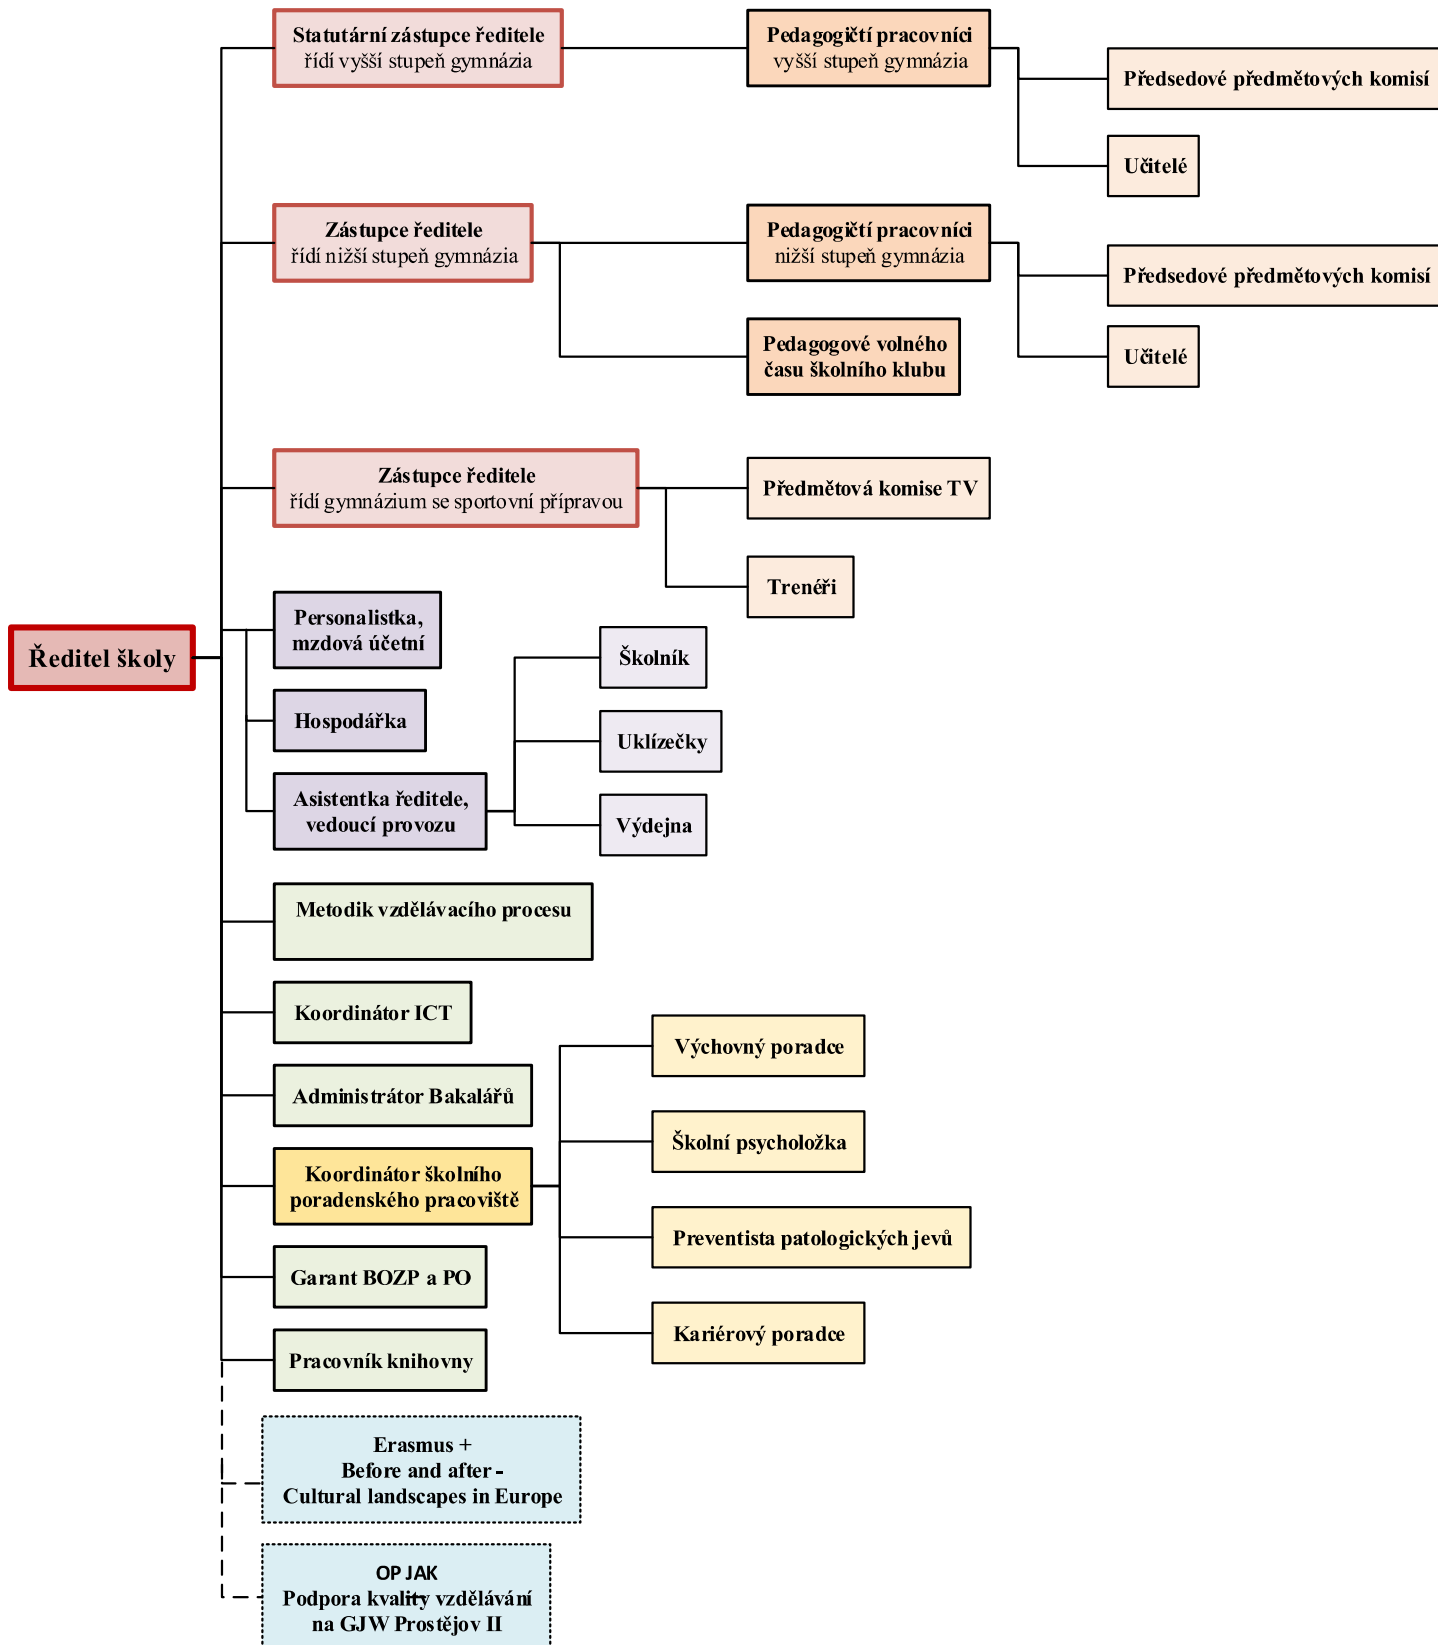 Statutární zástupce ředitele
řídí vyšší stupeň gymnázia
Pedagogičtí pracovníci
vyšší stupeň gymnázia
Předsedové předmětových komisí
Učitelé
Zástupce ředitele
řídí nižší stupeň gymnázia
Pedagogičtí pracovníci
nižší stupeň gymnázia
Předsedové předmětových komisí
Učitelé
Pedagogové volného
času školního klubu
Zástupce ředitele
řídí gymnázium se sportovní přípravou
Předmětová komise TV
Trenéři
Ředitel školy
Personalistka,
mzdová účetní
Hospodářka
Asistentka ředitele,
vedoucí provozu
Školník
Uklízečky
Výdejna
Metodik vzdělávacího procesu
Koordinátor ICT
Administrátor Bakalářů
Koordinátor školního
poradenského pracoviště
Výchovný poradce
Školní psycholožka
Preventista patologických jevů
Kariérový poradce
Garant BOZP a PO
Pracovník knihovny
Erasmus +
Before and after -
Cultural landscapes in Europe
OP JAK
Podpora kvality vzdělávání
na GJW Prostějov II